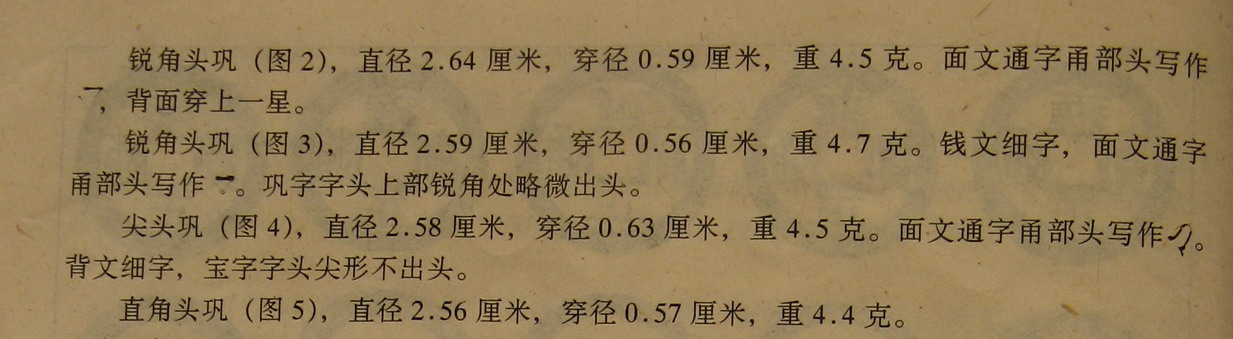 锐角头巩（图2），直径2.64厘米，穿径0.59厘米，重4.5克。面文通字甬部头写作
乛，背面穿上一星。
锐角头巩（图3），直径2.59厘米，穿径0.56厘米，重4.7克。钱文细字，面文通字
甬部头写作 。巩字字头上部锐角处略微出头。
尖头巩（图4），直径2.58厘米，穿径0.63厘米，重4.5克。面文通字甬部头写作 。
背文细字，宝字字头尖形不出头。
直角头巩（图5），直径2.56厘米，穿径0.57厘米，重4.4克。